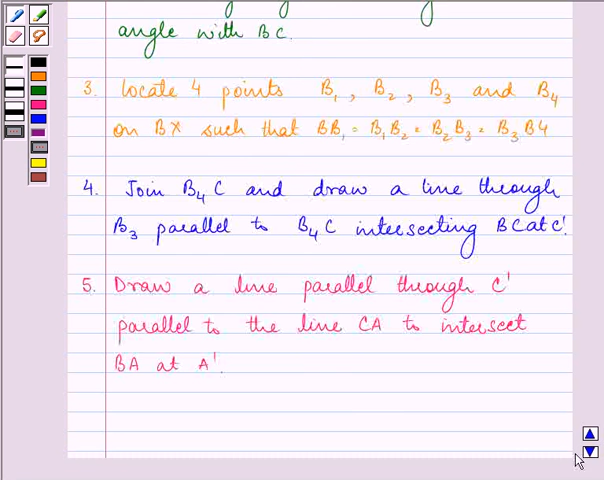 angle with BC.
3. Locate 4 points B₁, B₂, B₃ and B₄
on BX such that BB₁ = B₁B₂ = B₂B₃ = B₃B4
4. Join B₄C and draw a line through
B₃ parallel to B₄C intersecting BC at C'.
5. Draw a line parallel through C'
parallel to the line CA to intersect
BA at A'.